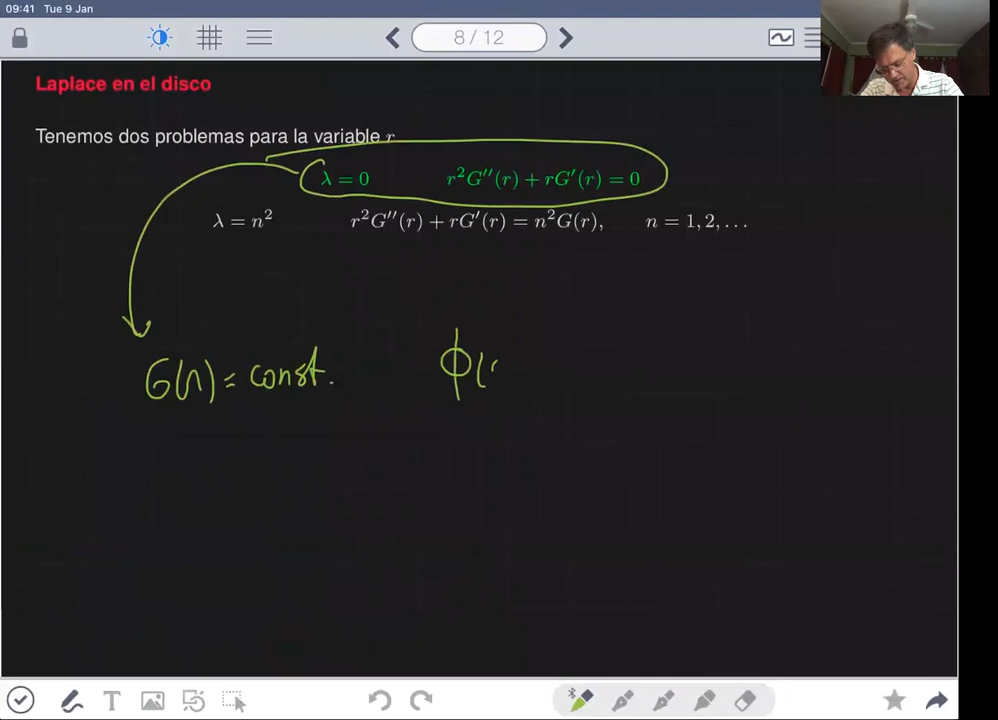 09:41 Tue 9 Jan
8 / 12
Laplace en el disco
Tenemos dos problemas para la variable r
λ = 0 r²G″(r) + rG′(r) = 0
λ = n² r²G″(r) + rG′(r) = n²G(r), n = 1, 2, …
G(r) = const. ϕ(
T